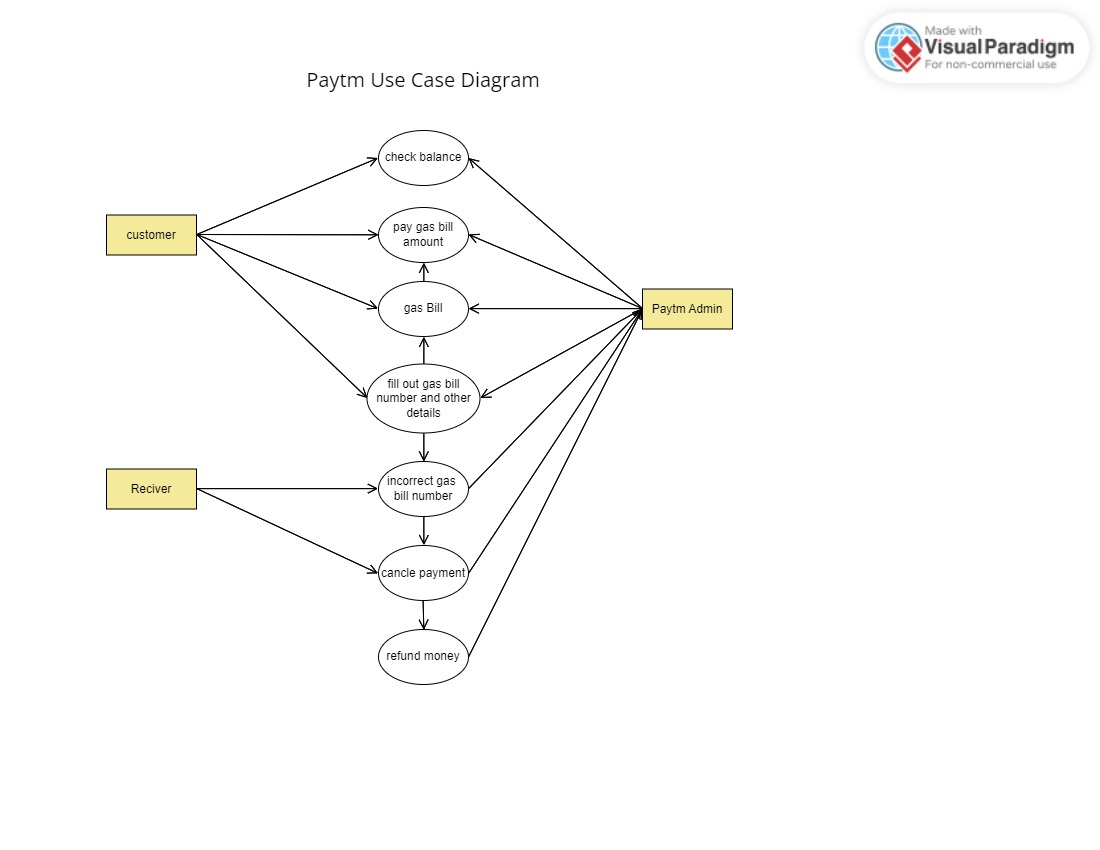 Made with
Visual Paradigm
For non-commercial use
Paytm Use Case Diagram
check balance
customer
pay gas bill
amount
gas Bill
Paytm Admin
fill out gas bill
number and other
details
Reciver
incorrect gas
bill number
cancle payment
refund money